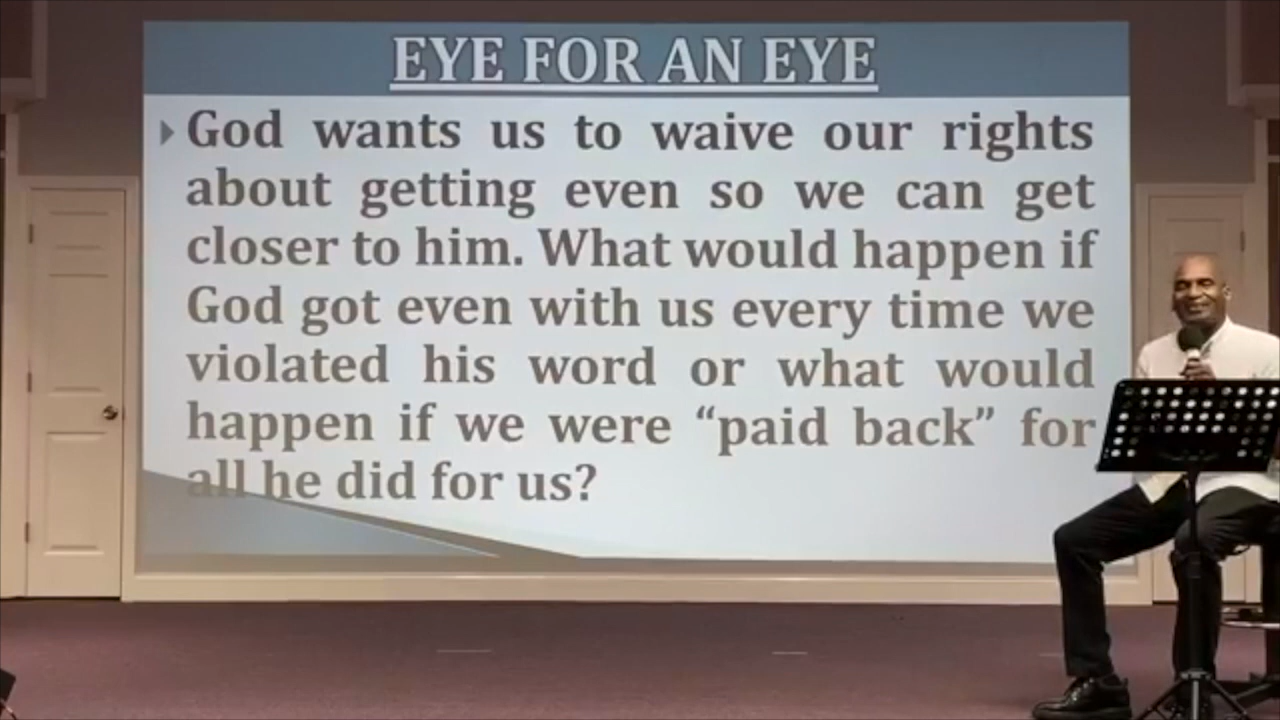 EYE FOR AN EYE
God wants us to waive our rights
about getting even so we can get
closer to him. What would happen if
God got even with us every time we
violated his word or what would
happen if we were “paid back” for
all he did for us?